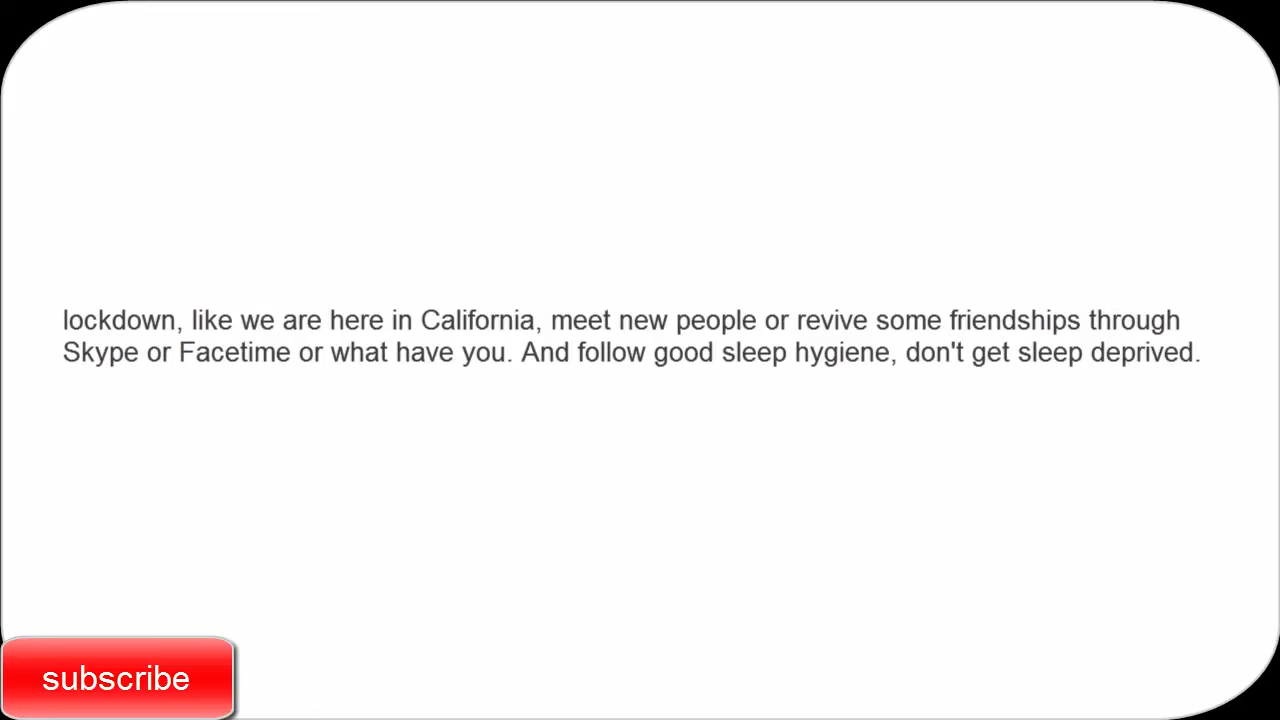 lockdown, like we are here in California, meet new people or revive some friendships through
Skype or Facetime or what have you. And follow good sleep hygiene, don't get sleep deprived.
subscribe